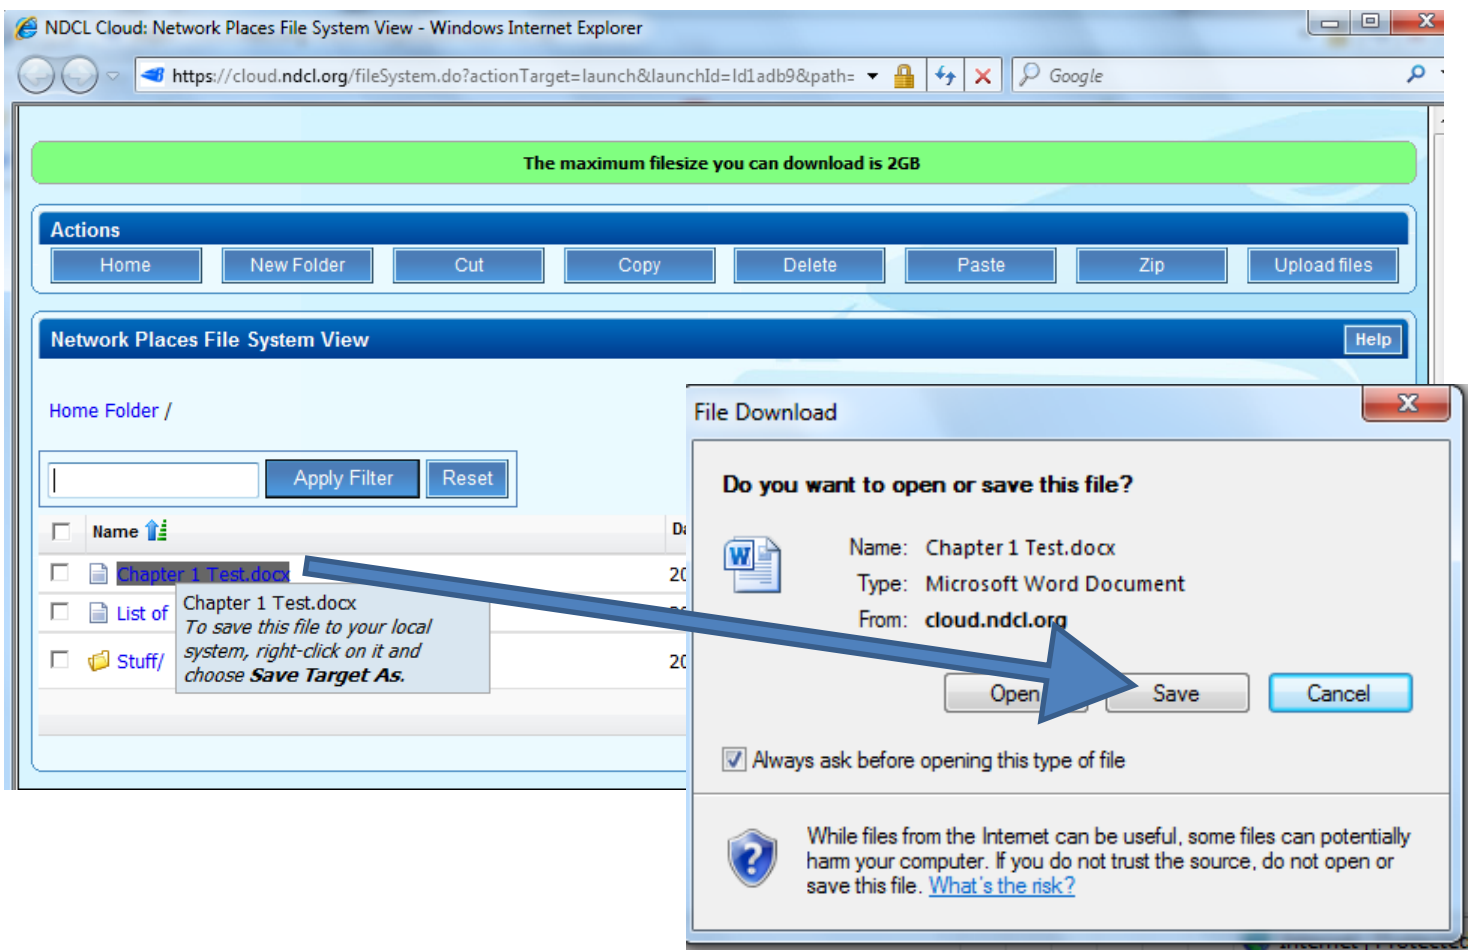 NDCL Cloud: Network Places File System View - Windows Internet Explorer
https://cloud.ndcl.org/fileSystem.do?actionTarget=launch&launchId=ld1adb9&path=
Google
The maximum filesize you can download is 2GB
Actions
Home New Folder Cut Copy Delete Paste Zip Upload files
Network Places File System View
Help
Home Folder /
Apply Filter Reset
Name
Chapter 1 Test.docx
20
List of
Chapter 1 Test.docx
To save this file to your local
system, right-click on it and
choose Save Target As.
Stuff/
20
File Download
Do you want to open or save this file?
Name: Chapter 1 Test.docx
Type: Microsoft Word Document
From: cloud.ndcl.org
Open Save Cancel
Always ask before opening this type of file
While files from the Internet can be useful, some files can potentially
harm your computer. If you do not trust the source, do not open or
save this file. What's the risk?